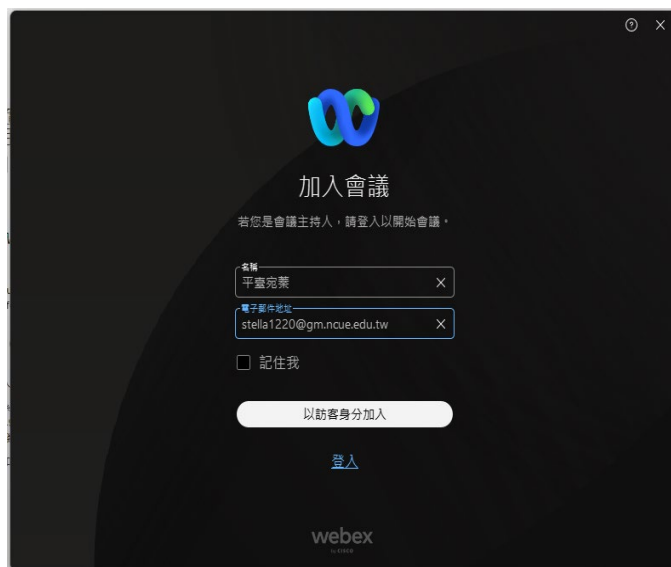 加入會議
若您是會議主持人，請登入以開始會議。
名稱
平臺宛蓁
電子郵件地址
stella1220@gm.ncue.edu.tw
記住我
以訪客身分加入
登入
webex
by CISCO